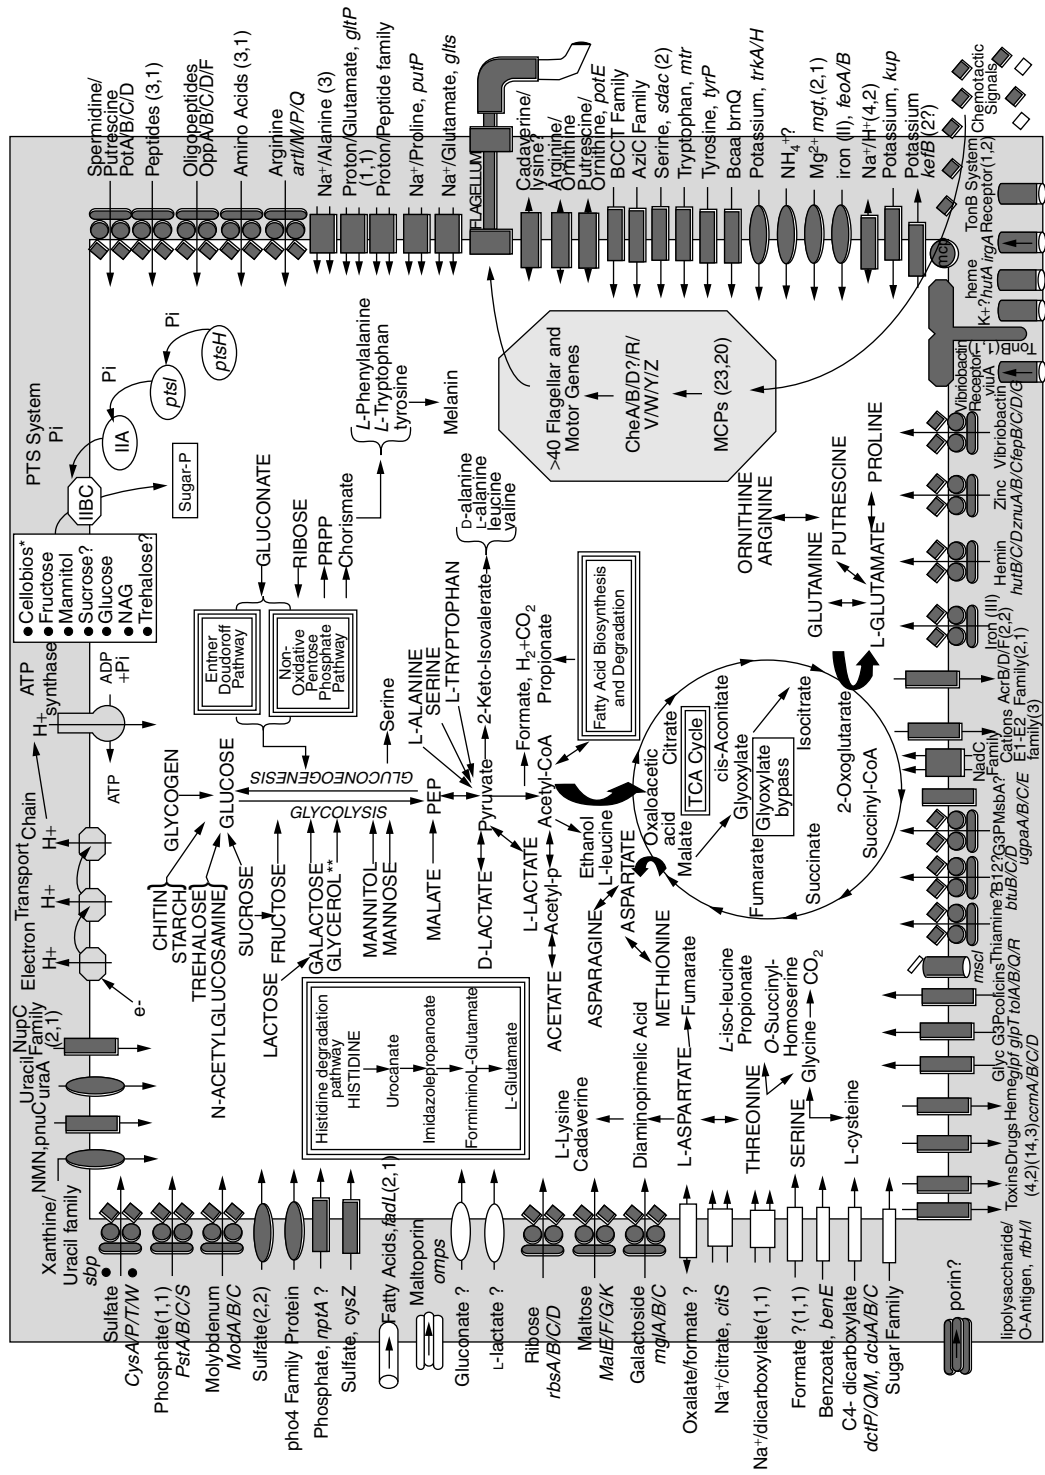 Spermidine/
Putrescine
PotA/B/C/D
Peptides (3,1)
Oligopeptides
OppA/B/C/D/F
Amino Acids (3,1)
Arginine
artI/M/P/Q
Na+/Alanine (3)
Proton/Glutamate, gltP
(1,1)
Proton/Peptide family
Na+/Proline, putP
Na+/Glutamate, glts
FLAGELLUM
Cadaverine/
lysine?
Arginine/
Ornithine
Putrescine/
Ornithine, potE
BCCT Family
AziC Family
Serine, sdac (2)
Tryptophan, mtr
Tyrosine, tyrP
Bcaa brnQ
Potassium, trkA/H
NH4+?
Mg2+ mgt, (2,1)
iron (II), feoA/B
Na+/H+(4,2)
Potassium, kup
Potassium
kefB (2?)
Chemotactic
Signals
mcp
PTS System
Pi
Pi
Pi
ptsH
ptsI
IIA
IIBC
Sugar-P
• Cellobios*
• Fructose
• Mannitol
• Sucrose?
• Glucose
• NAG
• Trehalose?
ATP
synthase
H+
ADP
+Pi
ATP
Electron Transport Chain
H+
H+
H+
e-
NupC
Family
(2,1)
Uracil
uraA
NMN,pnuC
Xanthine/
Uracil family
sbp
Sulfate
CysA/P/T/W
Phosphate(1,1)
PstA/B/C/S
Molybdenum
ModA/B/C
Sulfate(2,2)
pho4 Family Protein
Phosphate, nptA ?
Sulfate, cysZ
Fatty Acids,fadL(2,1)
Maltoporin
omps
Gluconate ?
L-lactate ?
Ribose
rbsA/B/C/D
Maltose
MalE/F/G/K
Galactoside
mglA/B/C
Oxalate/formate ?
Na+/citrate, citS
Na+/dicarboxylate(1,1)
Formate ?(1,1)
Benzoate, benE
C4- dicarboxylate
dctP/Q/M, dcuA/B/C
Sugar Family
porin?
lipolysaccharide/
O-Antigen, rfbH/I
Toxins
(4,2)
Drugs
(14,3)
Heme
ccmA/B/C/D
Glyc
glpf
G3P
glpT
colicins
tolA/B/Q/R
mscl
Thiamine?
B12?
btuB/C/D
G3P
ugpaA/B/C/E
MsbA?
NadC
Family
Cations
E1-E2
family(3)
AcrB/D/F
Family(2,1)
Iron (III)
(2,2)
Hemin
hutB/C/D
Zinc
znuA/B/C
Vibriobactin
fepB/C/D/G
Vibriobactin
Receptor
viuA
TonB(1,1)
K+?
heme
hutA
irgA
TonB System
Receptor(1,2)
>40 Flagellar and
Motor Genes
CheA/B/D?/R/
V/W/Y/Z
MCPs (23,20)
L-Phenylalanine
L-Tryptophan
tyrosine
Melanin
GLUCONATE
RIBOSE
PRPP
Chorismate
Entner
Doudoroff
Pathway
Non-
Oxidative
Pentose
Phosphate
Pathway
GLYCOGEN
GLUCOSE
CHITIN
STARCH
TREHALOSE
N-ACETYLGLUCOSAMINE
SUCROSE
FRUCTOSE
LACTOSE
GALACTOSE
GLYCEROL**
MANNITOL
MANNOSE
MALATE
GLYCOLYSIS
GLUCONEOGENESIS
PEP
Serine
L-ALANINE
SERINE
L-TRYPTOPHAN
Pyruvate
2-Keto-Isovalerate
D-alanine
L-alanine
leucine
valine
D-LACTATE
L-LACTATE
Acetyl-CoA
Formate, H2+CO2
Propionate
Acetyl-p
ACETATE
Ethanol
L-leucine
Fatty Acid Biosynthesis
and Degradation
Oxaloacetic
acid
Citrate
TCA Cycle
cis-Aconitate
Isocitrate
Malate
Glyoxylate
Glyoxylate
bypass
Fumarate
Succinate
Succinyl-CoA
2-Oxoglutarate
L-GLUTAMATE
GLUTAMINE
PUTRESCINE
PROLINE
ORNITHINE
ARGININE
ASPARTATE
ASPARAGINE
METHIONINE
Histidine degradation
pathway
HISTIDINE
Urocanate
Imidazolepropanoate
FormiminoL-Glutamate
L-Glutamate
L-Lysine
Cadaverine
Diamiopimelic Acid
L-ASPARTATE
Fumarate
THREONINE
L-iso-leucine
Propionate
O-Succinyl-
Homoserine
Glycine
CO2
SERINE
L-cysteine